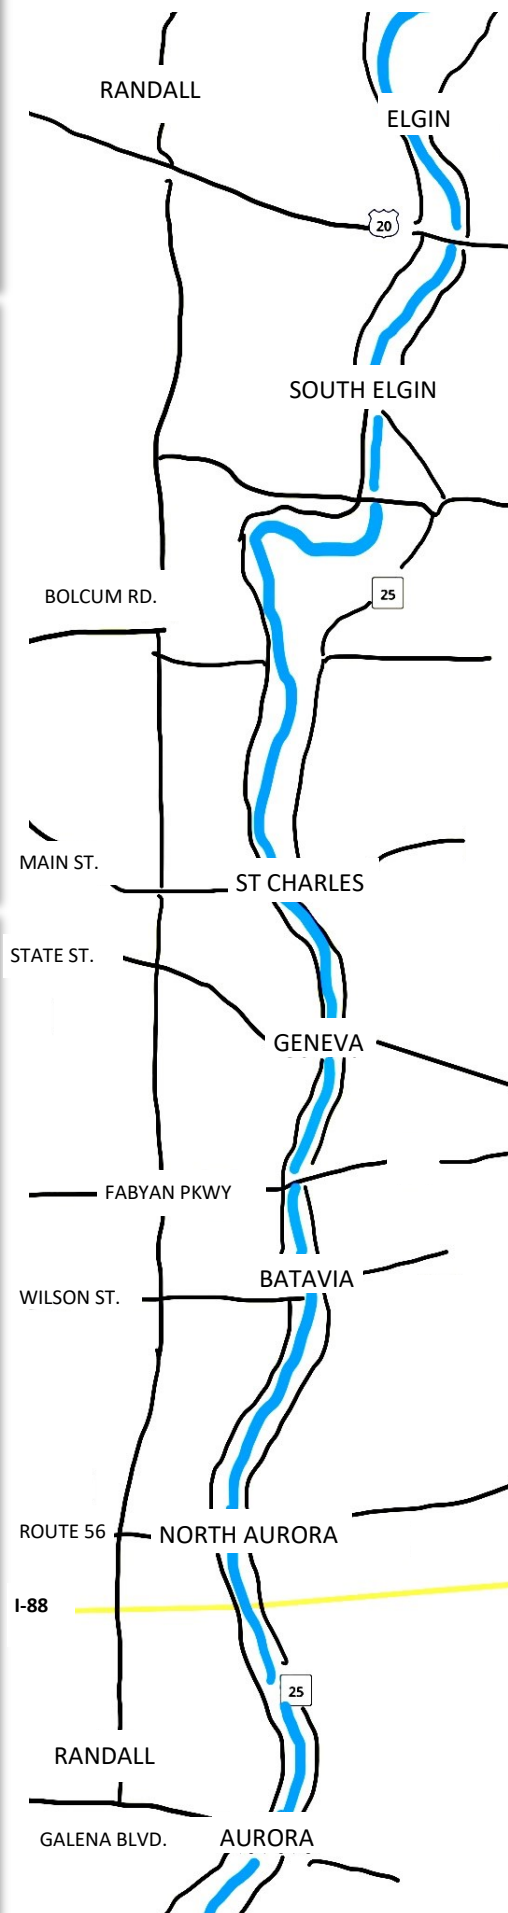 RANDALL
ELGIN
20
SOUTH ELGIN
BOLCUM RD.
25
MAIN ST.
ST CHARLES
STATE ST.
GENEVA
FABYAN PKWY
BATAVIA
WILSON ST.
ROUTE 56
NORTH AURORA
I-88
25
RANDALL
GALENA BLVD.
AURORA